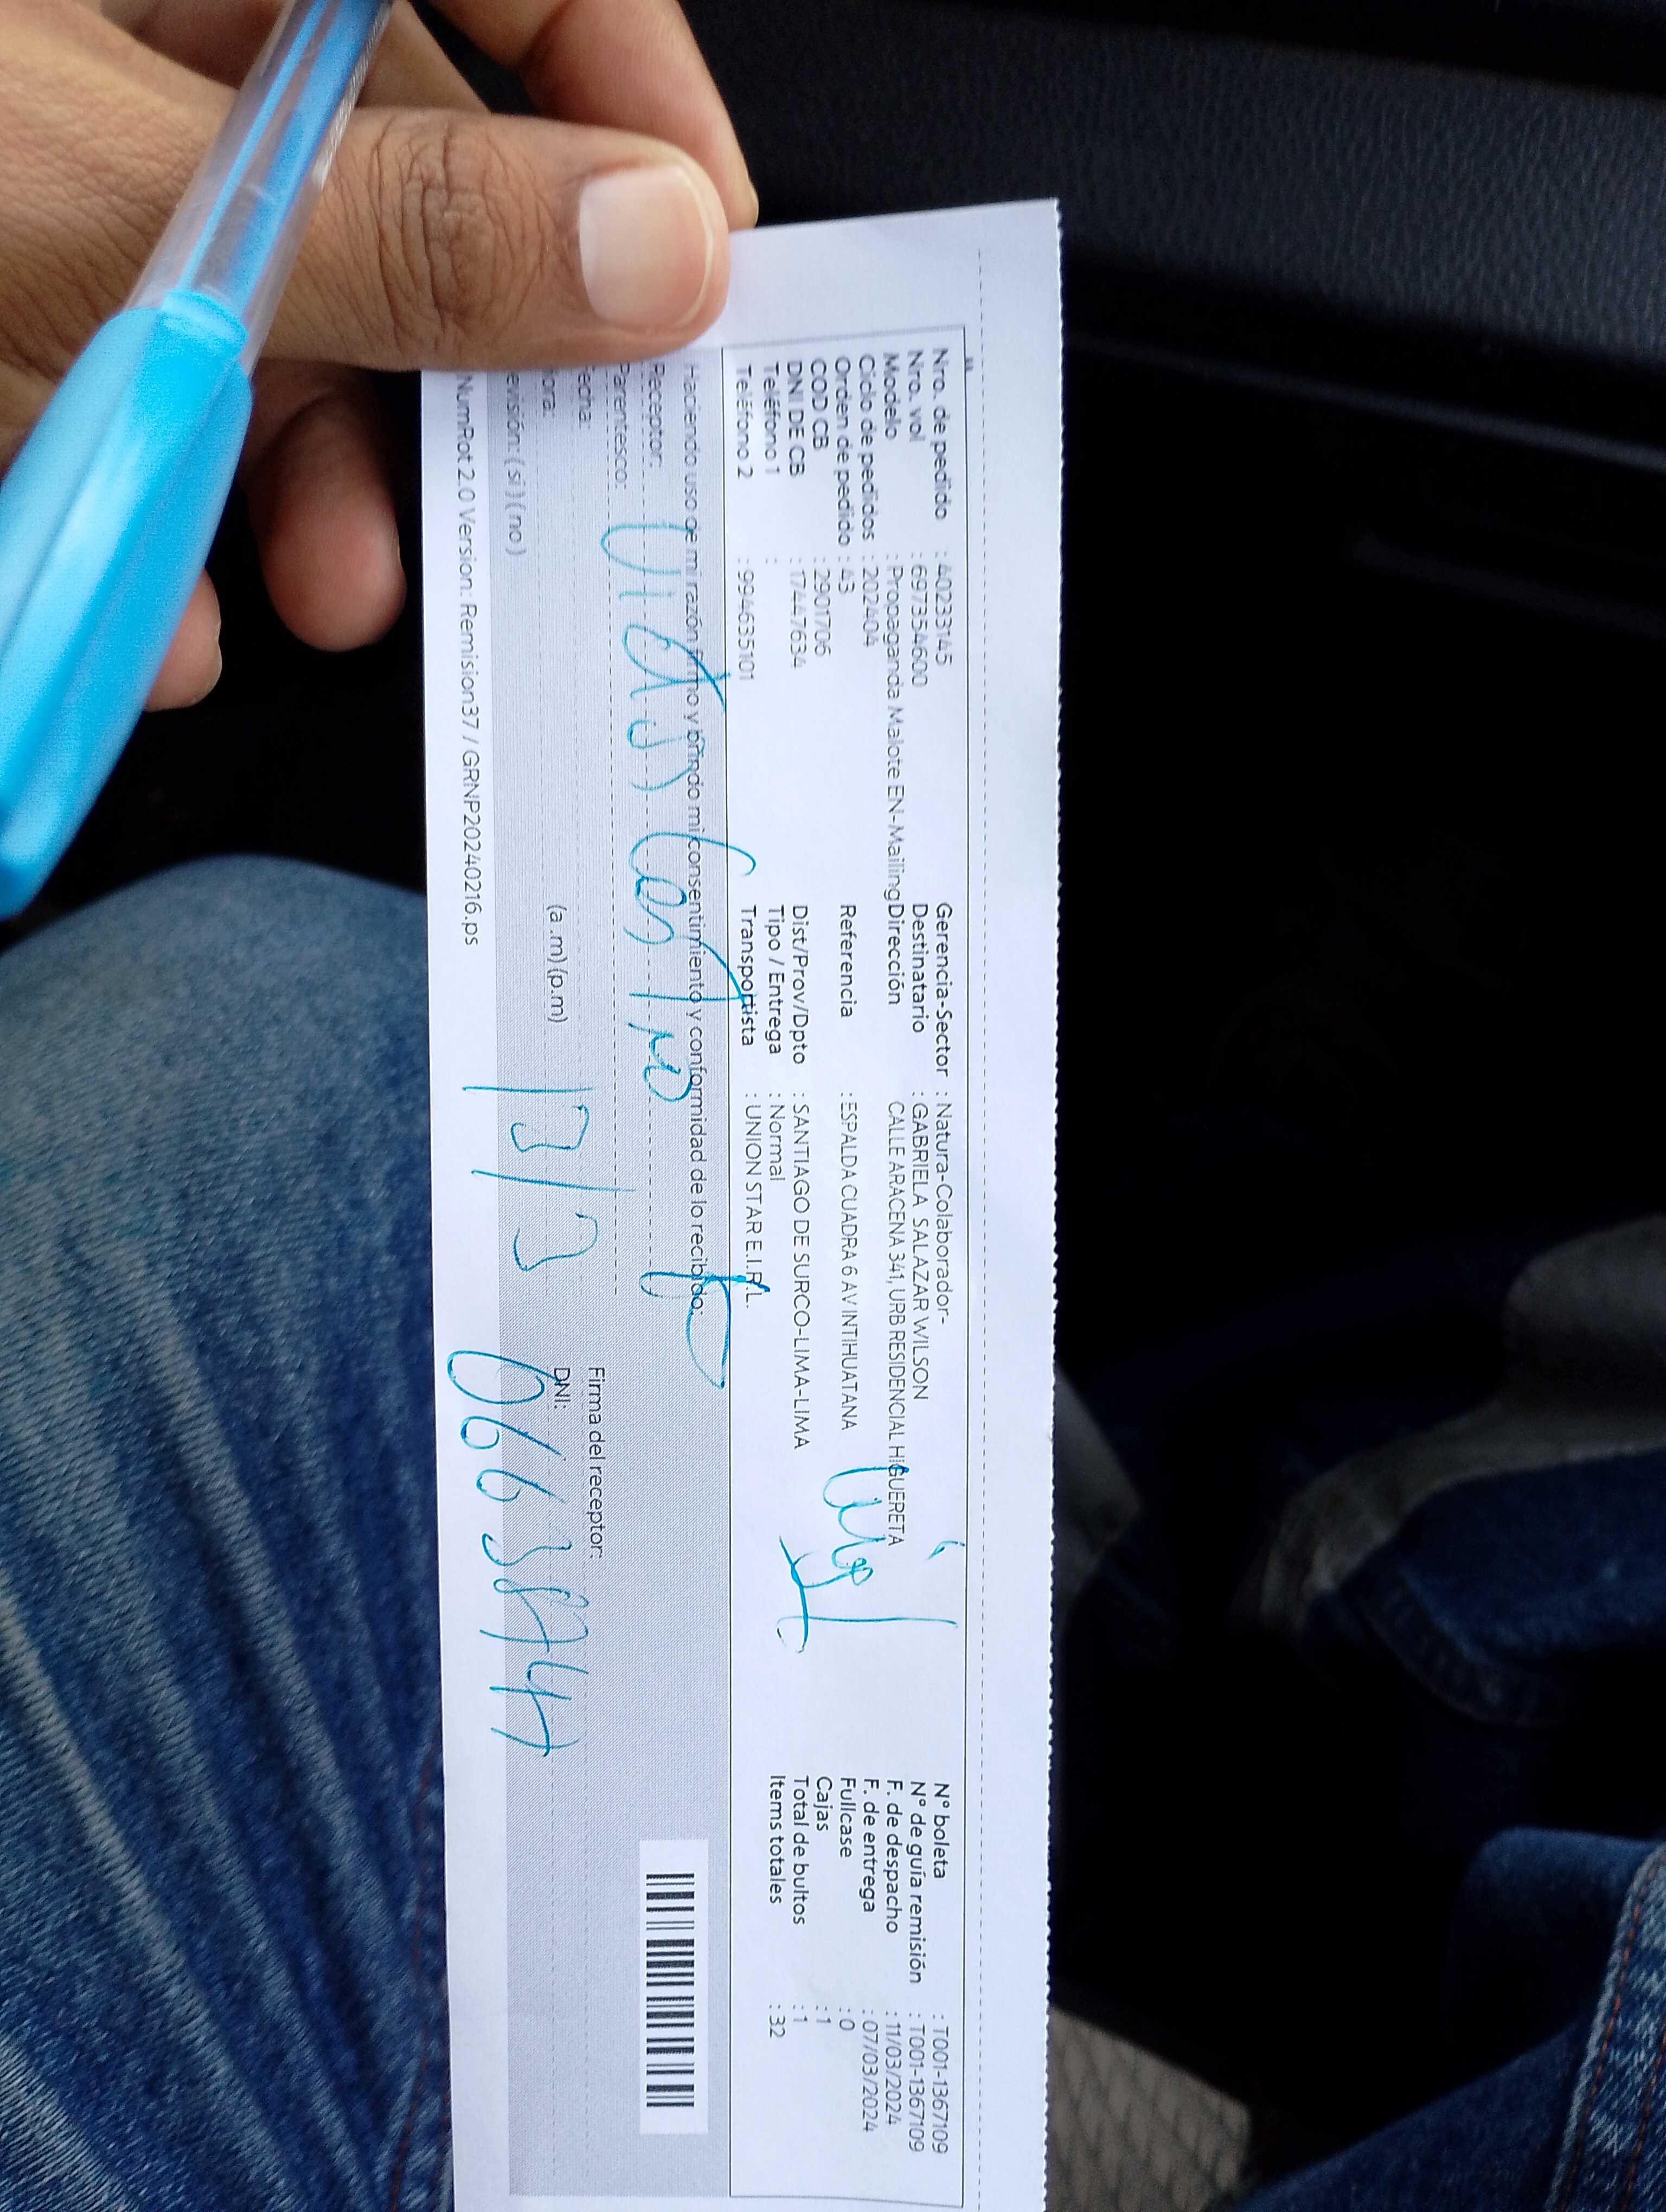 Nro. de pedido : 40233145
Nro. vol : 697354600
Modelo : Propaganda Malote EN-Mailing
Ciclo de pedidos : 202404
Orden de pedido : 43
COD CB : 2901706
DNI DE CB : 17447634
Teléfono 1 :
Teléfono 2 : 994635101
Gerencia-Sector : Natura-Colaborador-
Destinatario : GABRIELA SALAZAR WILSON
Dirección CALLE ARACENA 341, URB RESIDENCIAL HIGUERETA
Referencia : ESPALDA CUADRA 6 AV INTIHUATANA
Dist/Prov/Dpto : SANTIAGO DE SURCO-LIMA-LIMA
Tipo / Entrega : Normal
Transportista : UNION STAR E.I.R.L.
N° boleta : T001-1367109
N° de guía remisión : T001-1367109
F. de despacho : 11/03/2024
F. de entrega : 07/03/2024
Fullcase : 0
Cajas : 1
Total de bultos : 1
Items totales : 32
Haciendo uso de mi razón firmo y brindo mi consentimiento y conformidad de lo recibido:
Receptor:
Parentesco:
echa:
ora: (a.m) (p.m)
evisión: ( si ) ( no )
13/3
Firma del receptor:
DNI:
NumRot 2.0 Version: Remision37 / GRNP20240216.ps